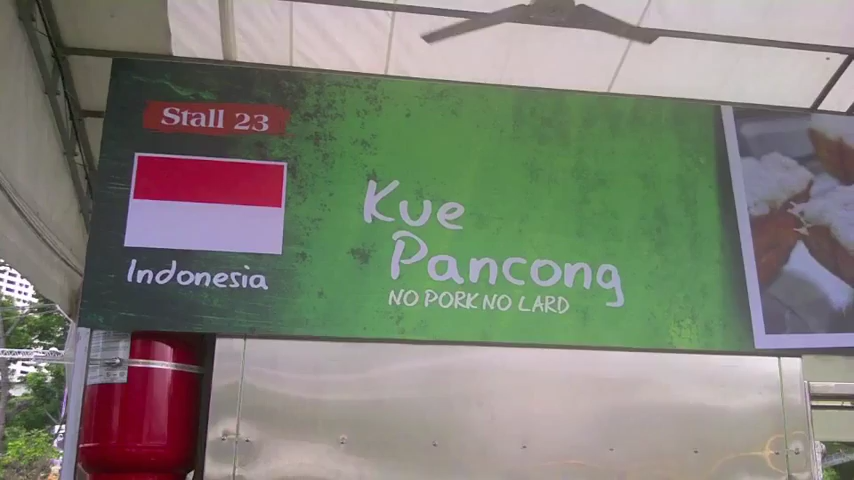 Stall 23
Indonesia
Kue
Pancong
NO PORK NO LARD